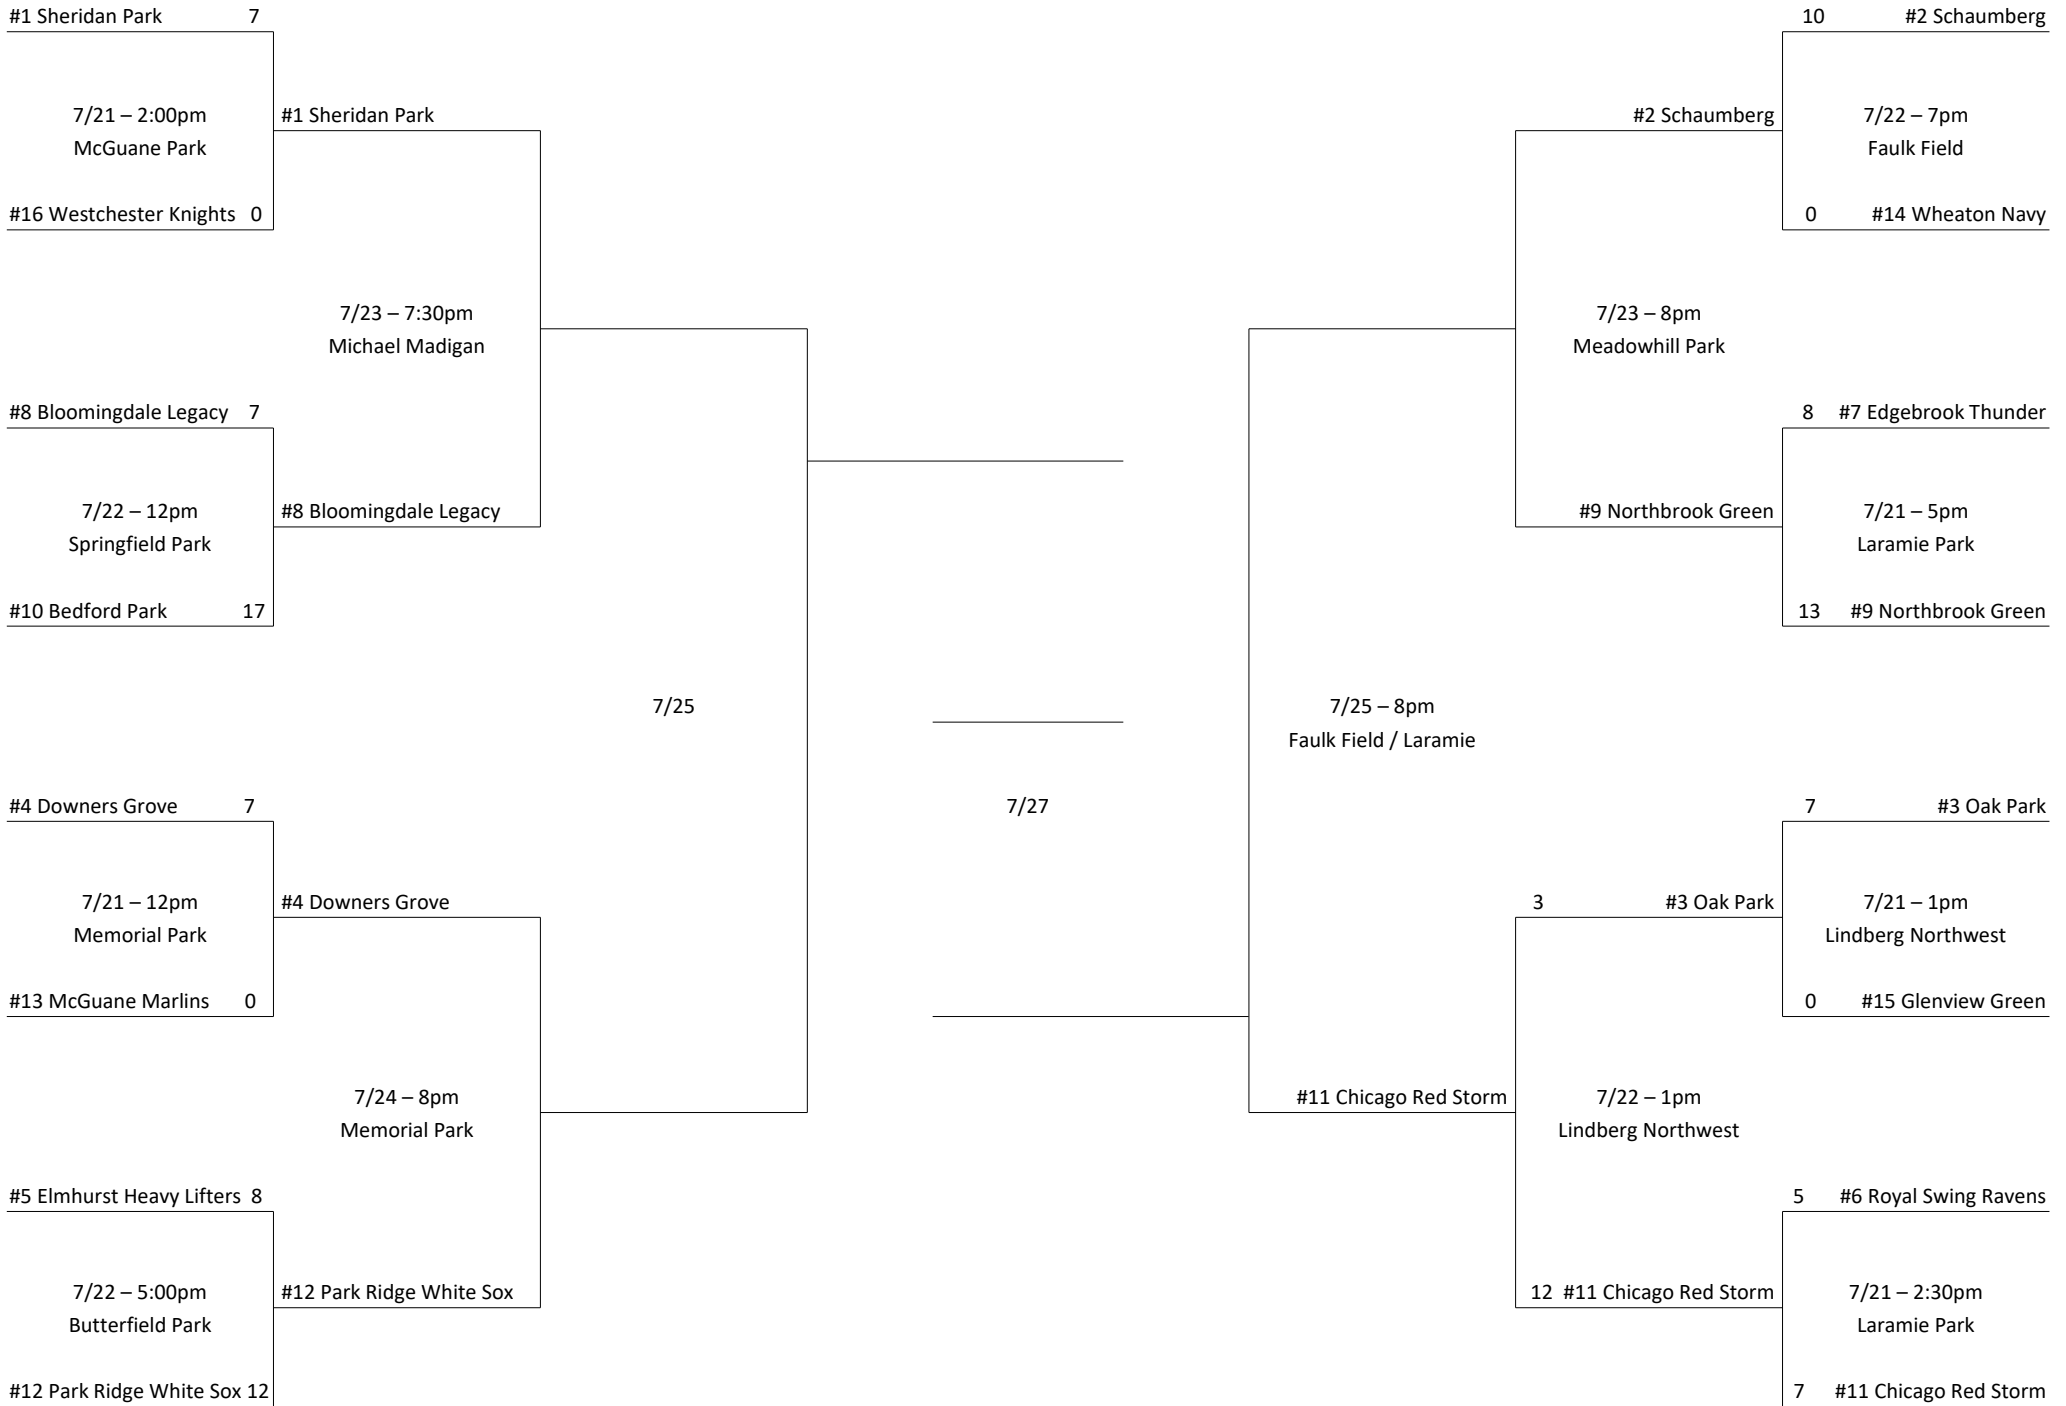 #1 Sheridan Park 7
10 #2 Schaumberg
7/21 – 2:00pm
McGuane Park
#1 Sheridan Park
#2 Schaumberg
7/22 – 7pm
Faulk Field
#16 Westchester Knights 0
0 #14 Wheaton Navy
7/23 – 7:30pm
Michael Madigan
7/23 – 8pm
Meadowhill Park
#8 Bloomingdale Legacy 7
8 #7 Edgebrook Thunder
7/22 – 12pm
Springfield Park
#8 Bloomingdale Legacy
#9 Northbrook Green
7/21 – 5pm
Laramie Park
#10 Bedford Park 17
13 #9 Northbrook Green
7/25
7/25 – 8pm
Faulk Field / Laramie
#4 Downers Grove 7
7/27
7 #3 Oak Park
7/21 – 12pm
Memorial Park
#4 Downers Grove
3 #3 Oak Park
7/21 – 1pm
Lindberg Northwest
#13 McGuane Marlins 0
0 #15 Glenview Green
7/24 – 8pm
Memorial Park
#11 Chicago Red Storm
7/22 – 1pm
Lindberg Northwest
#5 Elmhurst Heavy Lifters 8
5 #6 Royal Swing Ravens
7/22 – 5:00pm
Butterfield Park
#12 Park Ridge White Sox
12 #11 Chicago Red Storm
7/21 – 2:30pm
Laramie Park
#12 Park Ridge White Sox 12
7 #11 Chicago Red Storm